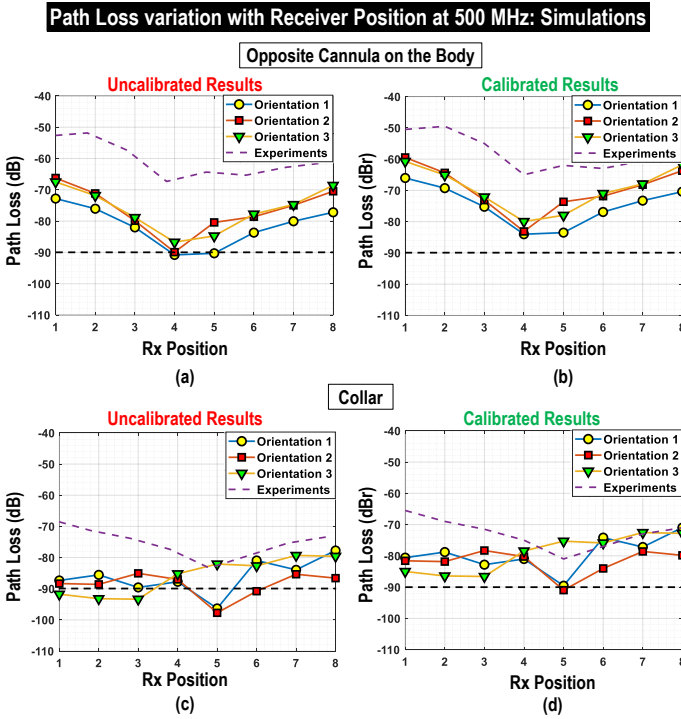 Path Loss variation with Receiver Position at 500 MHz: Simulations
Opposite Cannula on the Body
Uncalibrated Results
Path Loss (dB)
-40
-50
-60
-70
-80
-90
-100
-110
Orientation 1
Orientation 2
Orientation 3
Experiments
1 2 3 4 5 6 7 8
Rx Position
(a)
Calibrated Results
Path Loss (dBr)
-40
-50
-60
-70
-80
-90
-100
-110
Orientation 1
Orientation 2
Orientation 3
Experiments
1 2 3 4 5 6 7 8
Rx Position
(b)
Collar
Uncalibrated Results
Path Loss (dB)
-40
-50
-60
-70
-80
-90
-100
-110
Orientation 1
Orientation 2
Orientation 3
Experiments
1 2 3 4 5 6 7 8
Rx Position
(c)
Calibrated Results
Path Loss (dBr)
-40
-50
-60
-70
-80
-90
-100
-110
Orientation 1
Orientation 2
Orientation 3
Experiments
1 2 3 4 5 6 7 8
Rx Position
(d)